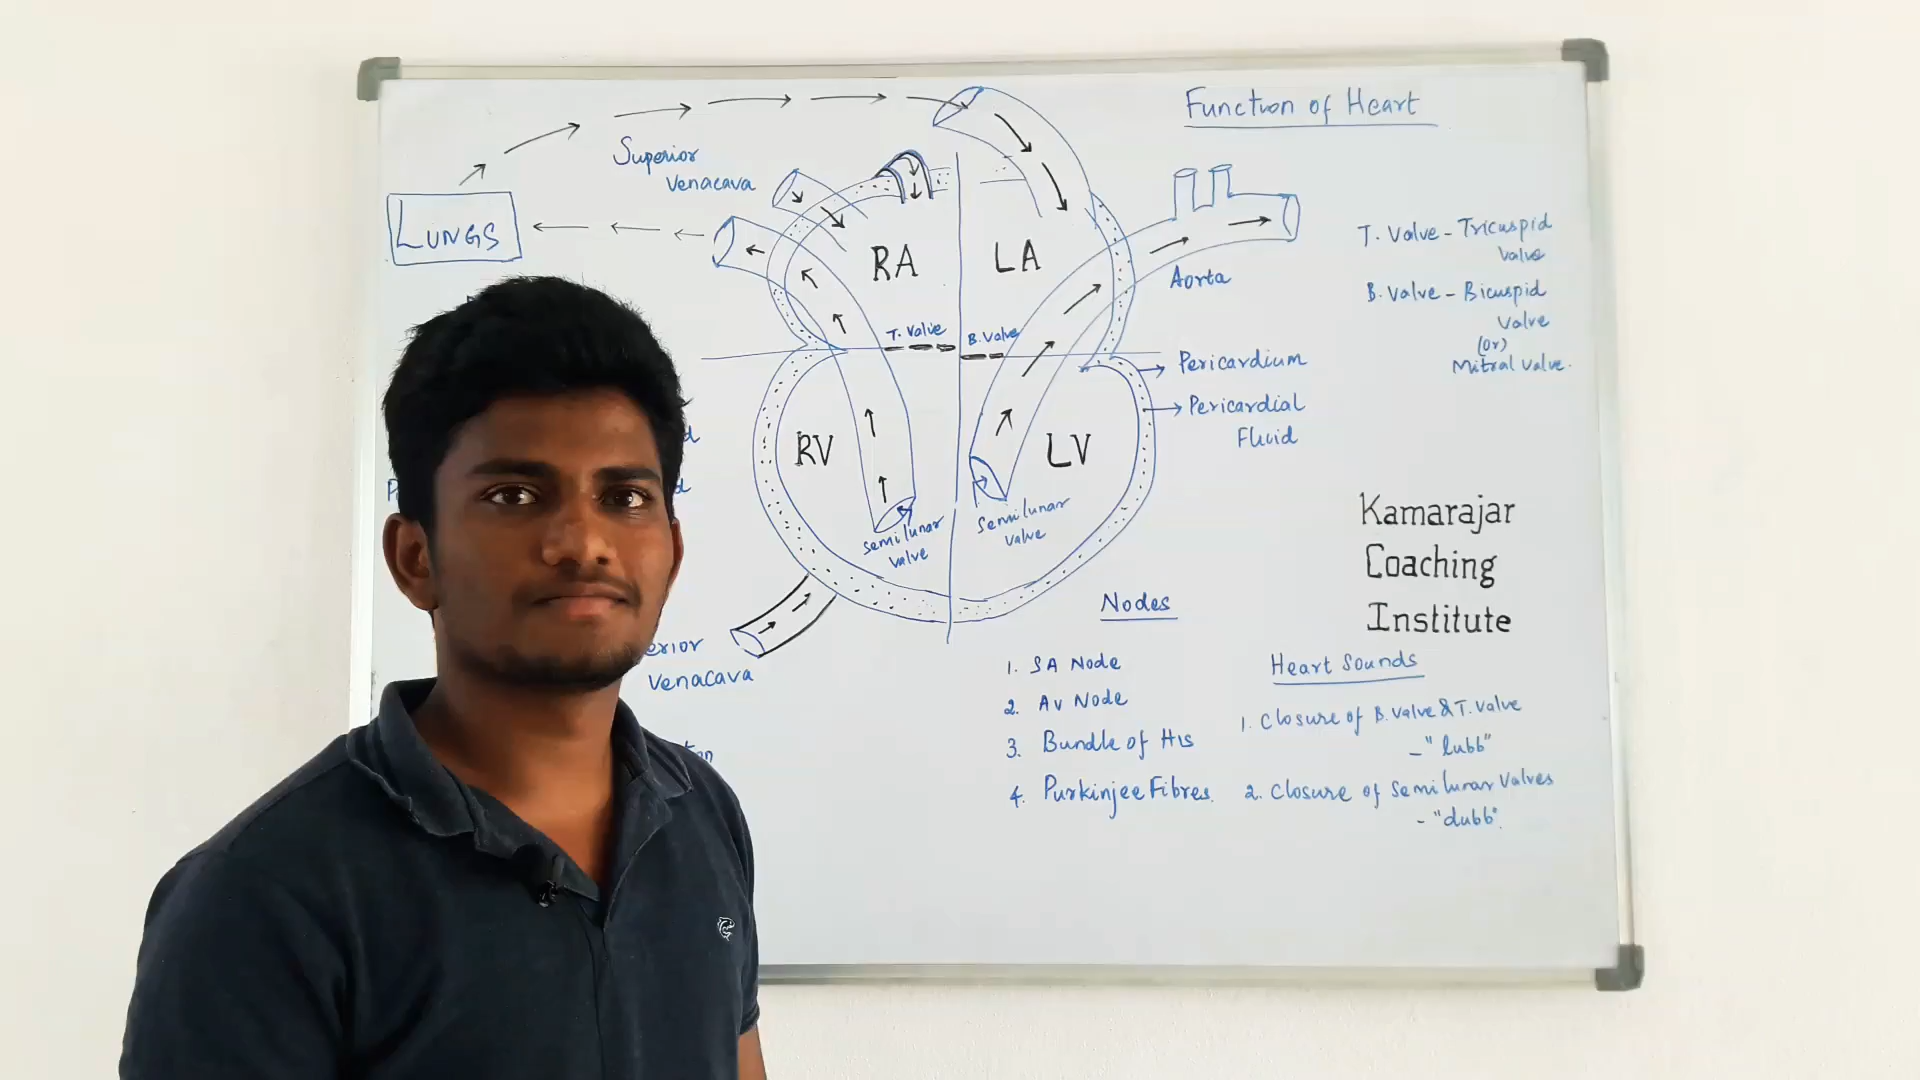 Function of Heart
Superior
Venacava
LUNGS
RA
LA
Aorta
T. Valve - Tricuspid
Valve
B. Valve - Bicuspid
Valve
(or)
Mitral Valve.
T. Valve
B. Valve
Pericardium
Pericardial
Fluid
RV
LV
Semilunar
Valve
Semilunar
Valve
Kamarajar
Coaching
Institute
Venacava
Nodes
1. SA Node
2. AV Node
3. Bundle of His
4. Purkinjee Fibres.
Heart Sounds
1. Closure of B. Valve & T. Valve
- "lubb"
2. Closure of Semilunar Valves
- "dubb".